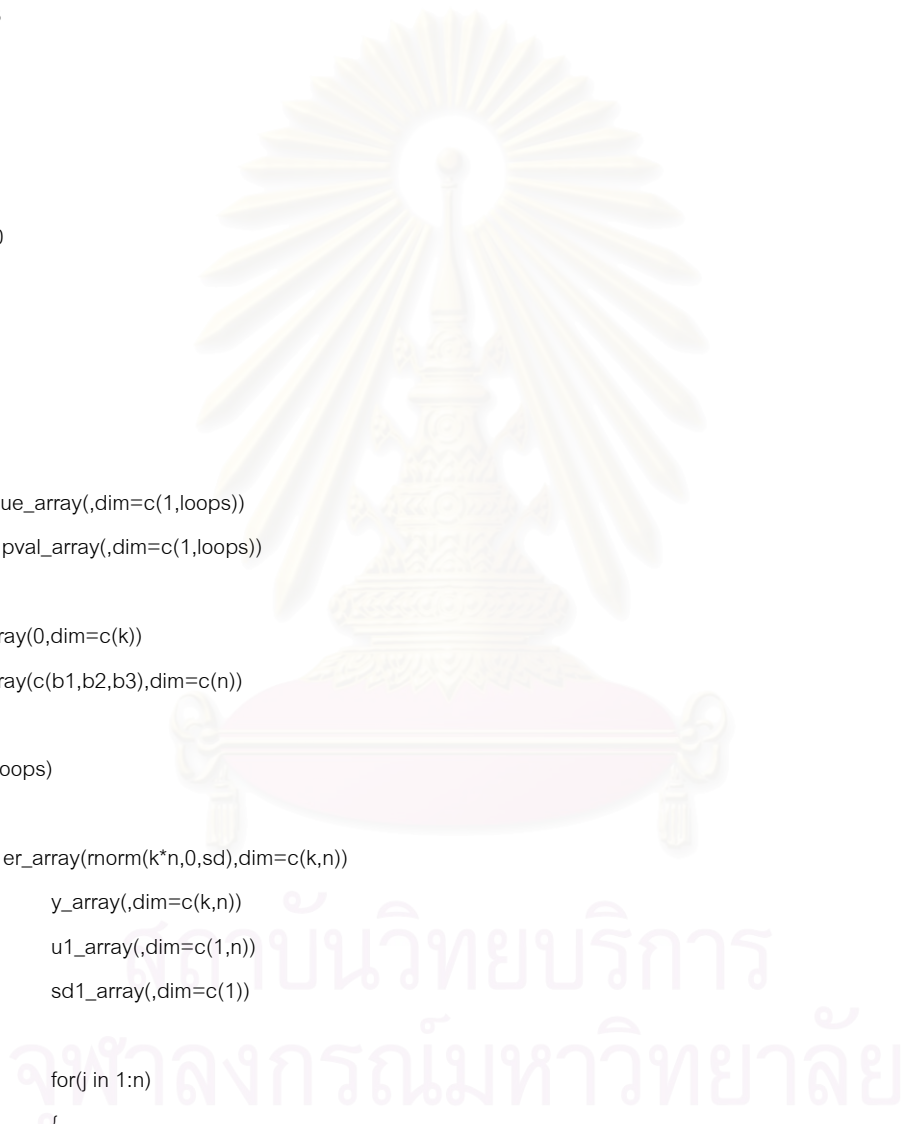 0
ue_array(,dim=c(1,loops))
pval_array(,dim=c(1,loops))
ray(0,dim=c(k))
ray(c(b1,b2,b3),dim=c(n))
oops)
er_array(rnorm(k*n,0,sd),dim=c(k,n))
y_array(,dim=c(k,n))
u1_array(,dim=c(1,n))
sd1_array(,dim=c(1))
สถาบันวิทยบริการ
จุฬาลงกรณ์มหาวิทยาลัย
for(j in 1:n)
{